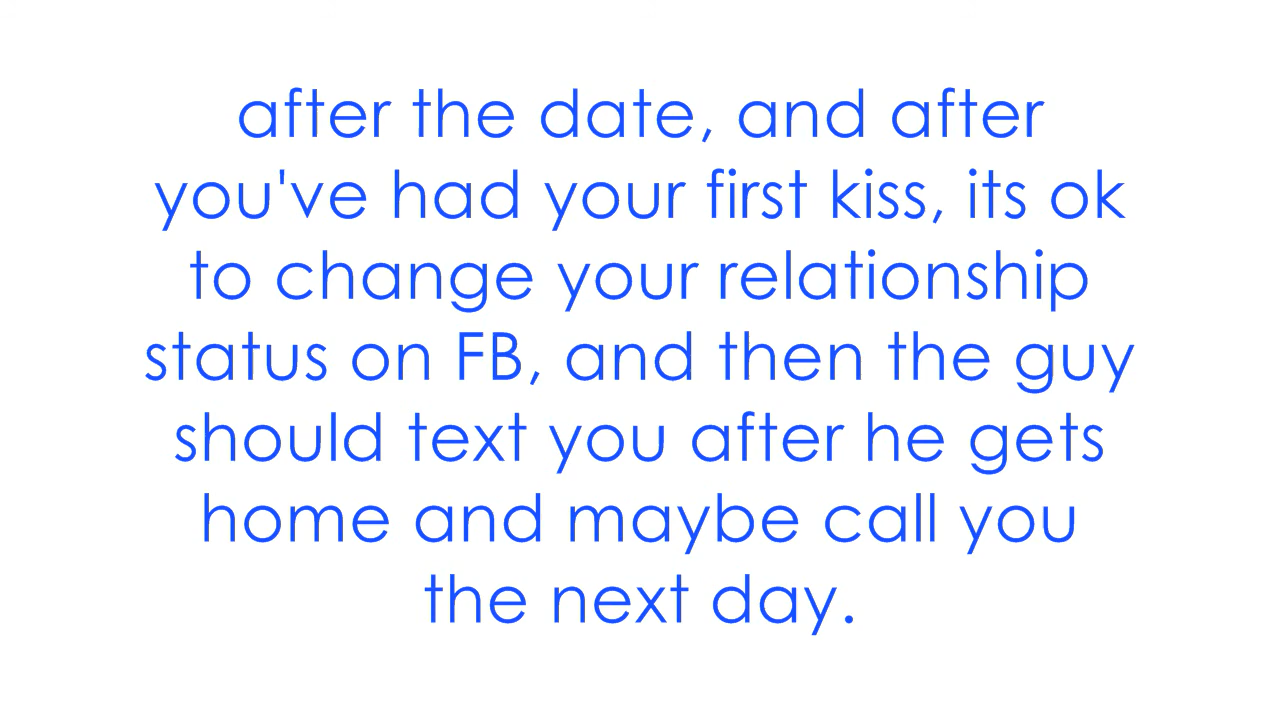 after the date, and after
you've had your first kiss, its ok
to change your relationship
status on FB, and then the guy
should text you after he gets
home and maybe call you
the next day.